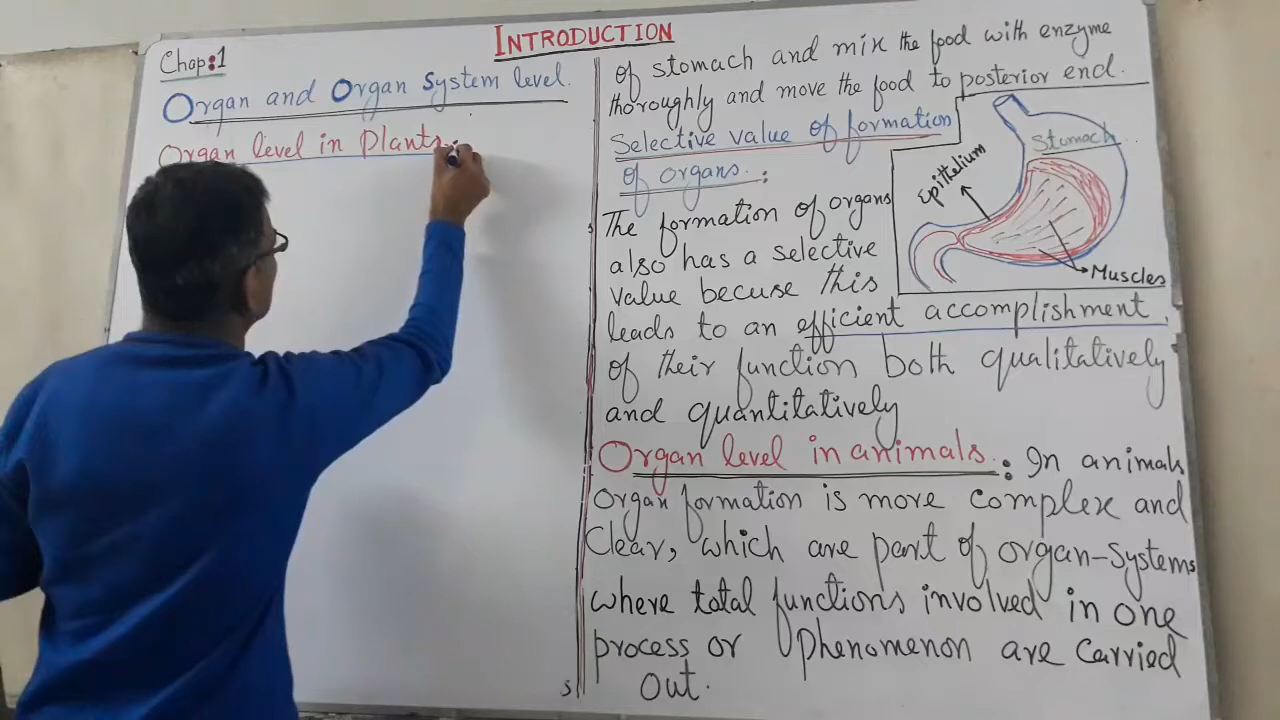 INTRODUCTION
Chap:1
Organ and Organ System level.
Organ level in Plants:
of stomach and mix the food with enzyme
thoroughly and move the food to posterior end.
Selective value of formation
of organs :
The formation of organs
also has a selective
value becuse this
leads to an efficient accomplishment,
of their function both qualitatively
and quantitatively
Stomach
Epithelium
Muscles
Organ level in animals : In animals
Organ formation is more complex and
Clear, which are part of organ-systems
where total functions involved in one
process or phenomenon are carried
out.
s